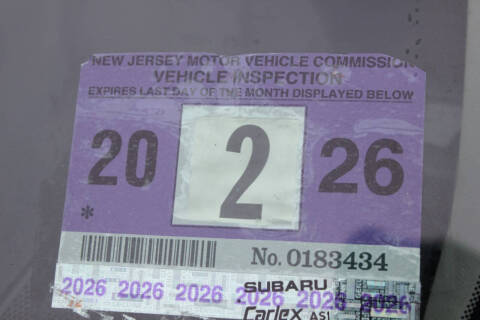 NEW JERSEY MOTOR VEHICLE COMMISSION
VEHICLE INSPECTION
EXPIRES LAST DAY OF THE MONTH DISPLAYED BELOW
20 2 26
*
No. 0183434
2026 2026 2026 2026 2026 2026
SUBARU
Carlex AS1